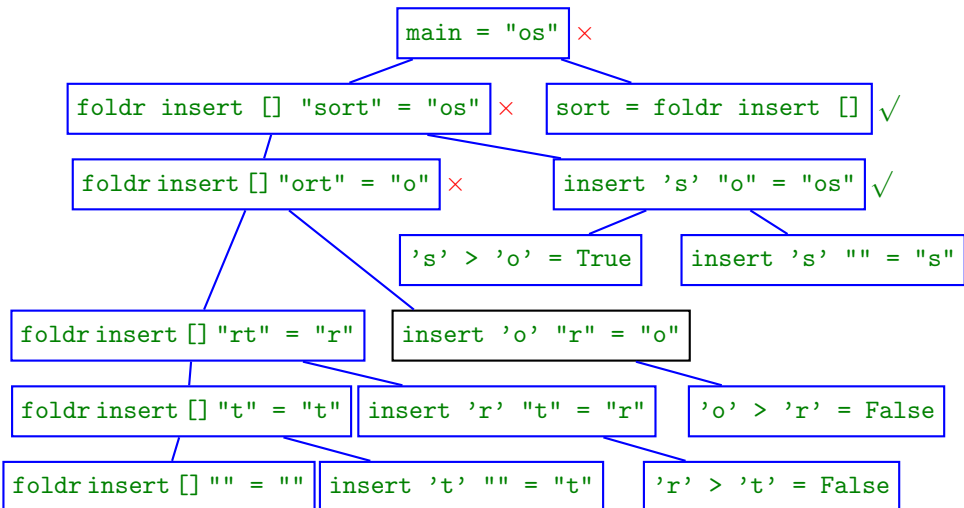 main = "os" ×
foldr insert [] "sort" = "os" × sort = foldr insert [] √
foldr insert [] "ort" = "o" × insert 's' "o" = "os" √
's' > 'o' = True insert 's' "" = "s"
foldr insert [] "rt" = "r" insert 'o' "r" = "o"
foldr insert [] "t" = "t" insert 'r' "t" = "r" 'o' > 'r' = False
foldr insert [] "" = "" insert 't' "" = "t" 'r' > 't' = False